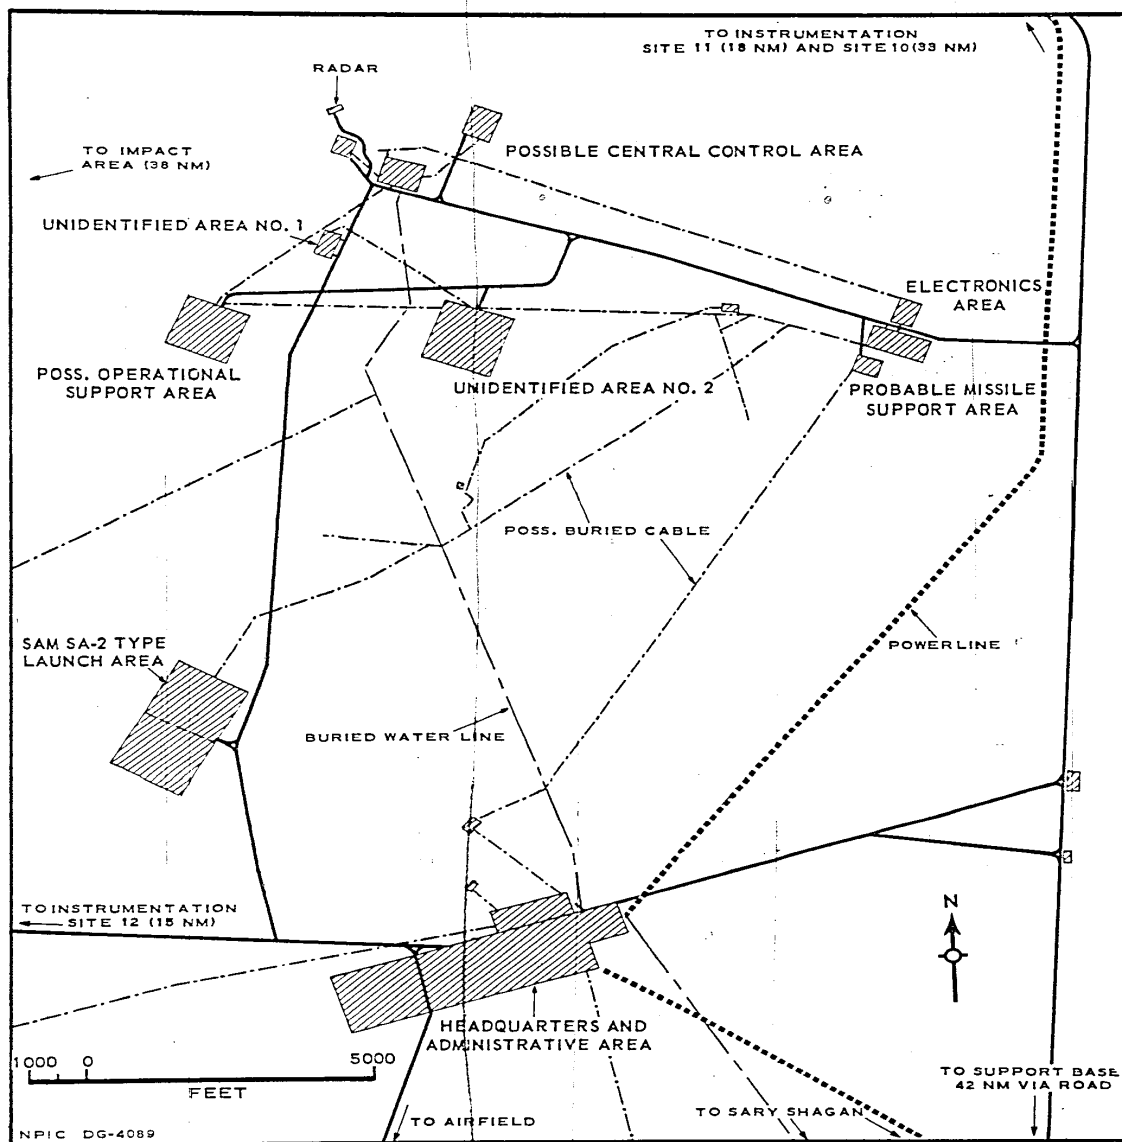 TO INSTRUMENTATION
SITE 11 (18 NM) AND SITE 10 (33 NM)
RADAR
TO IMPACT
AREA (38 NM)
POSSIBLE CENTRAL CONTROL AREA
UNIDENTIFIED AREA NO. 1
ELECTRONICS
AREA
POSS. OPERATIONAL
SUPPORT AREA
UNIDENTIFIED AREA NO. 2
PROBABLE MISSILE
SUPPORT AREA
POSS. BURIED CABLE
SAM SA-2 TYPE
LAUNCH AREA
POWERLINE
BURIED WATER LINE
TO INSTRUMENTATION
SITE 12 (15 NM)
N
HEADQUARTERS AND
ADMINISTRATIVE AREA
1000 0 5000
FEET
TO SUPPORT BASE
42 NM VIA ROAD
TO AIRFIELD
TO SARY SHAGAN
NPIC DG-4089